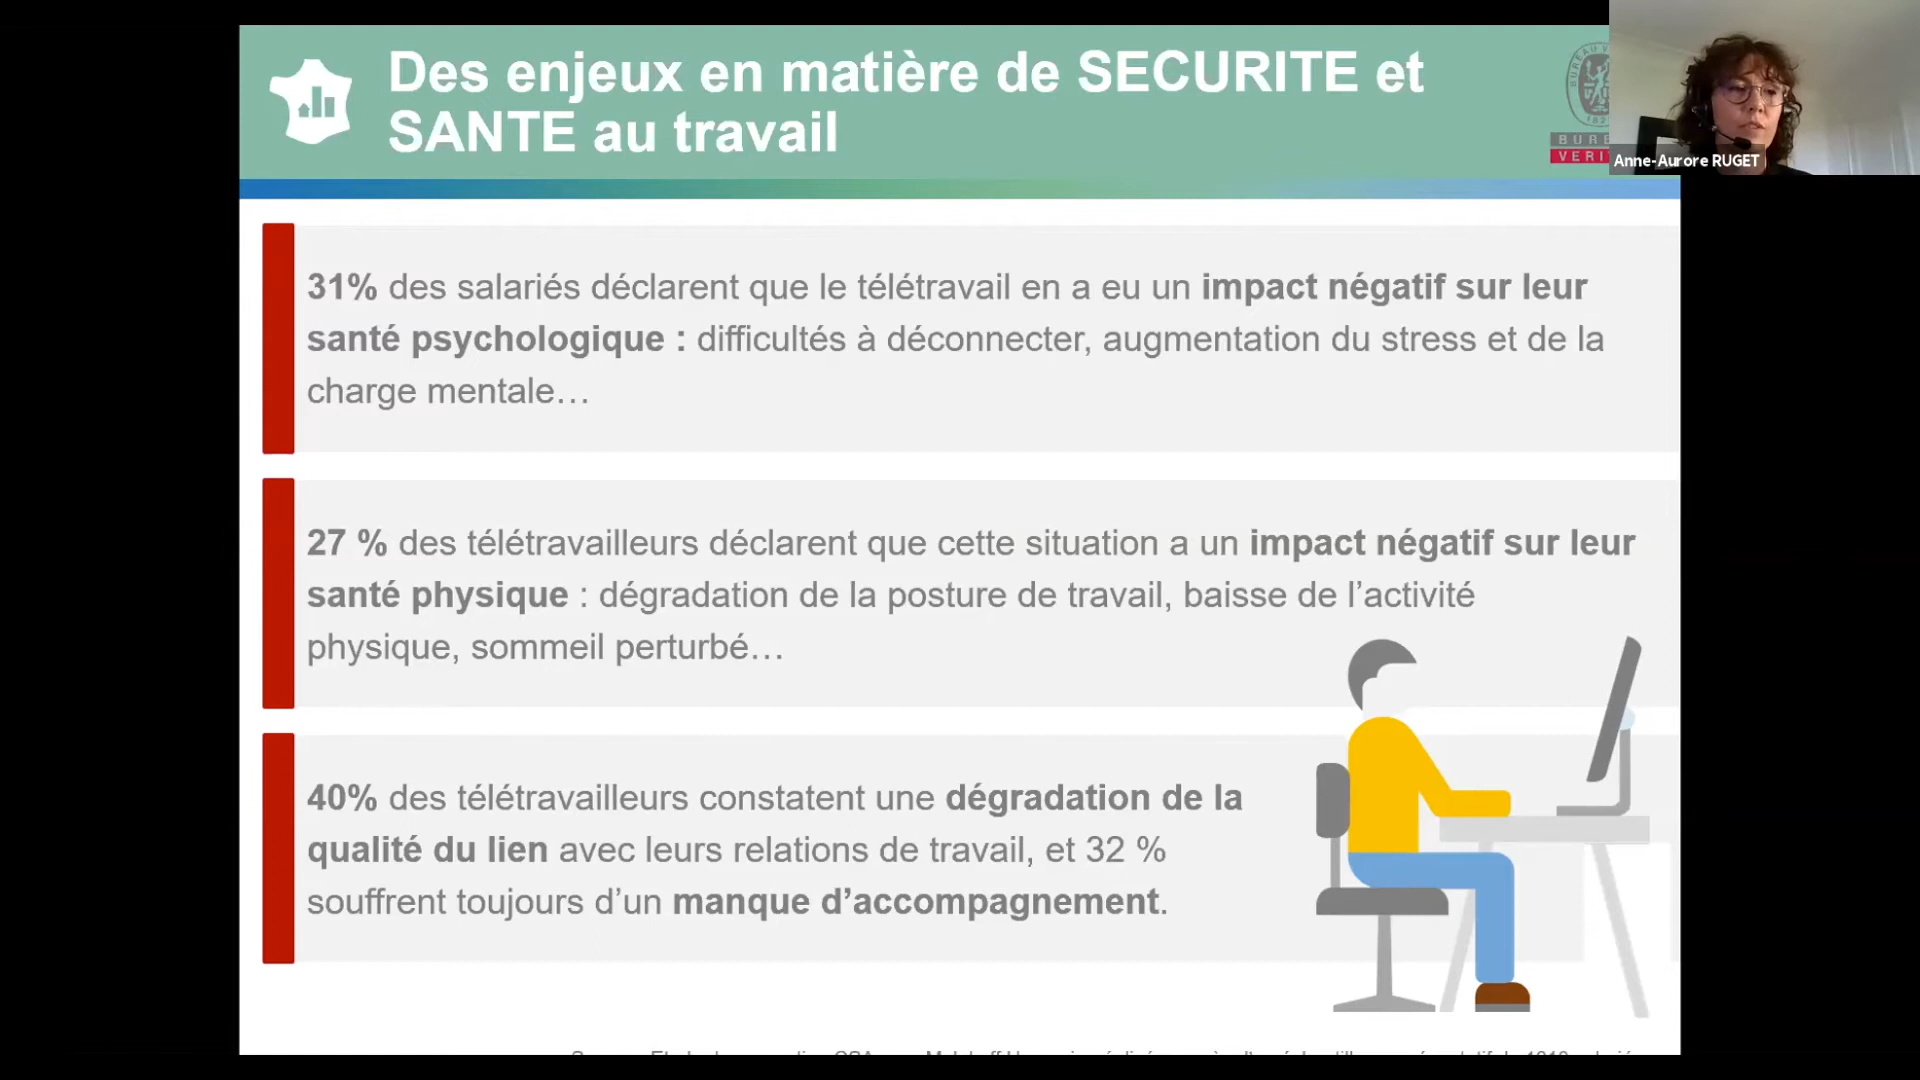 Des enjeux en matière de SECURITE et
SANTE au travail
Anne-Aurore RUGET
31% des salariés déclarent que le télétravail en a eu un impact négatif sur leur
santé psychologique : difficultés à déconnecter, augmentation du stress et de la
charge mentale…
27 % des télétravailleurs déclarent que cette situation a un impact négatif sur leur
santé physique : dégradation de la posture de travail, baisse de l’activité
physique, sommeil perturbé…
40% des télétravailleurs constatent une dégradation de la
qualité du lien avec leurs relations de travail, et 32 %
souffrent toujours d’un manque d’accompagnement.